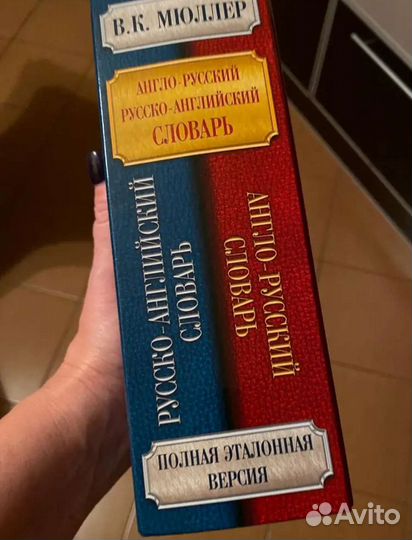 В.К. МЮЛЛЕР
АНГЛО-РУССКИЙ
РУССКО-АНГЛИЙСКИЙ
СЛОВАРЬ
РУССКО-АНГЛИЙСКИЙ
СЛОВАРЬ
АНГЛО-РУССКИЙ
СЛОВАРЬ
ПОЛНАЯ ЭТАЛОННАЯ
ВЕРСИЯ
Avito